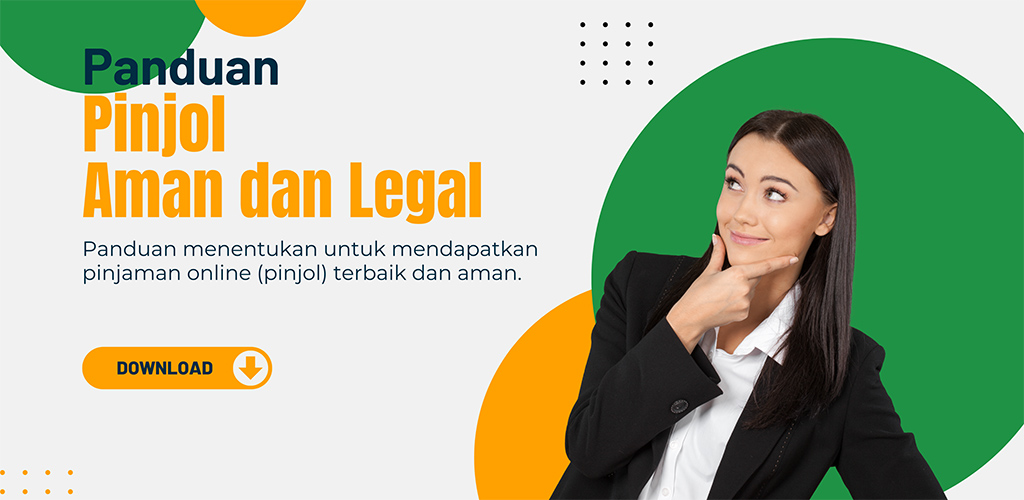 Panduan
Pinjol
Aman dan Legal
Panduan menentukan untuk mendapatkan
pinjaman online (pinjol) terbaik dan aman.
DOWNLOAD